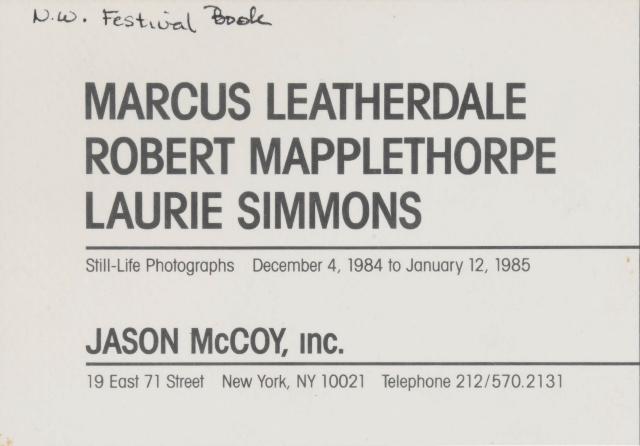 N.W. Festival Book
MARCUS LEATHERDALE
ROBERT MAPPLETHORPE
LAURIE SIMMONS
Still-Life Photographs December 4, 1984 to January 12, 1985
JASON McCOY, inc.
19 East 71 Street New York, NY 10021 Telephone 212/570.2131